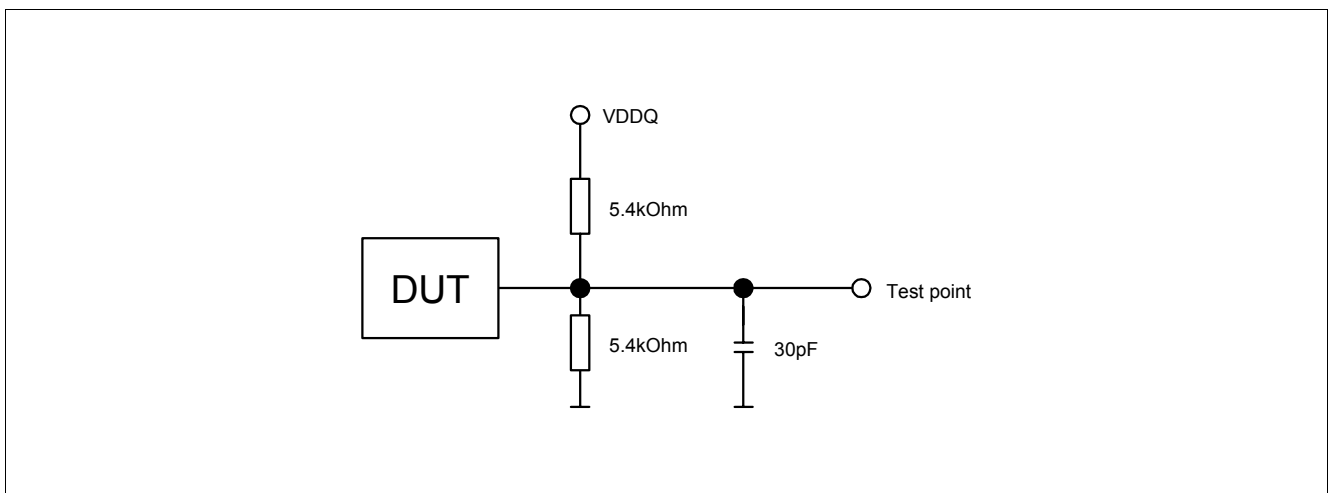 VDDQ
5.4kOhm
DUT
Test point
5.4kOhm
30pF